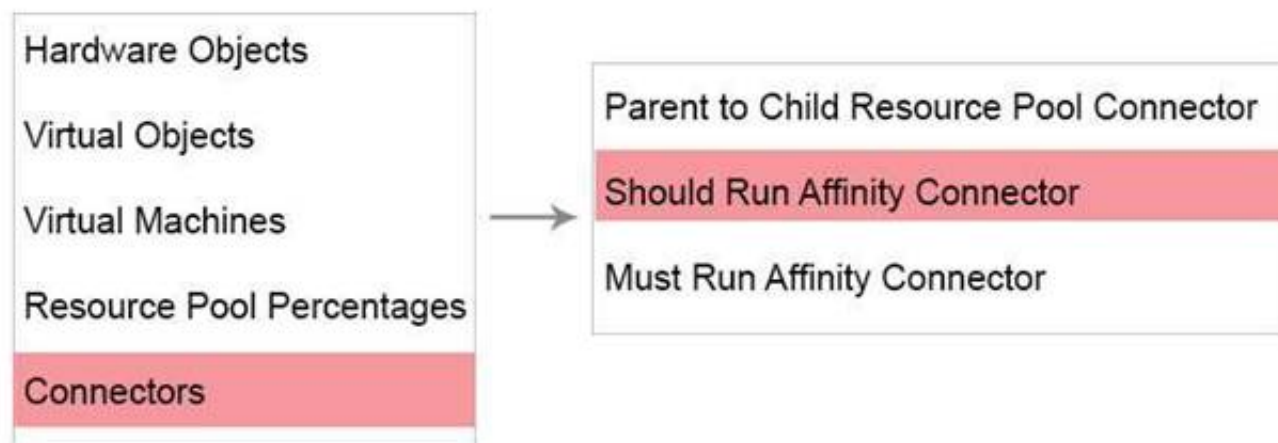 Hardware Objects
Virtual Objects
Virtual Machines
Resource Pool Percentages
Connectors
Parent to Child Resource Pool Connector
Should Run Affinity Connector
Must Run Affinity Connector